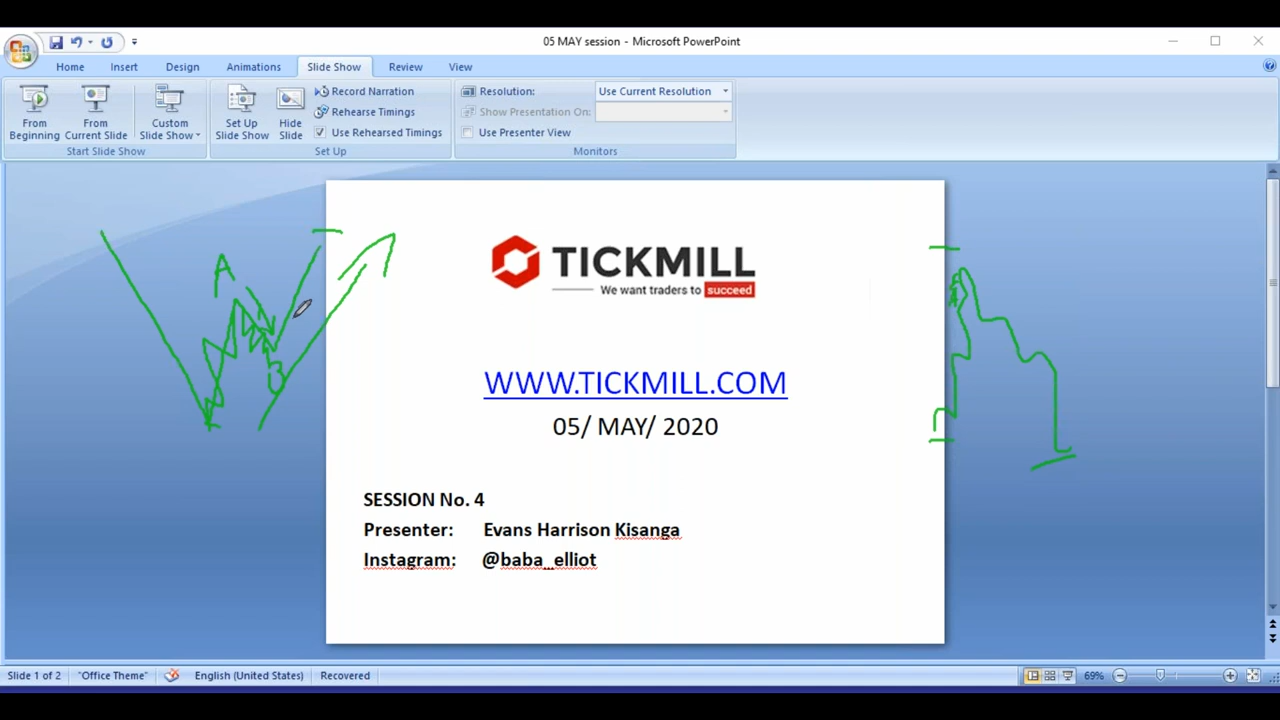 05 MAY session - Microsoft PowerPoint
Home Insert Design Animations Slide Show Review View
From Beginning
From Current Slide
Custom Slide Show
Start Slide Show
Set Up Slide Show
Hide Slide
Record Narration
Rehearse Timings
Use Rehearsed Timings
Set Up
Resolution: Use Current Resolution
Show Presentation On:
Use Presenter View
Monitors
A
B
TICKMILL
We want traders to succeed
WWW.TICKMILL.COM
05/ MAY/ 2020
SESSION No. 4
Presenter: Evans Harrison Kisanga
Instagram: @baba_elliot
Slide 1 of 2 "Office Theme" English (United States) Recovered 69%